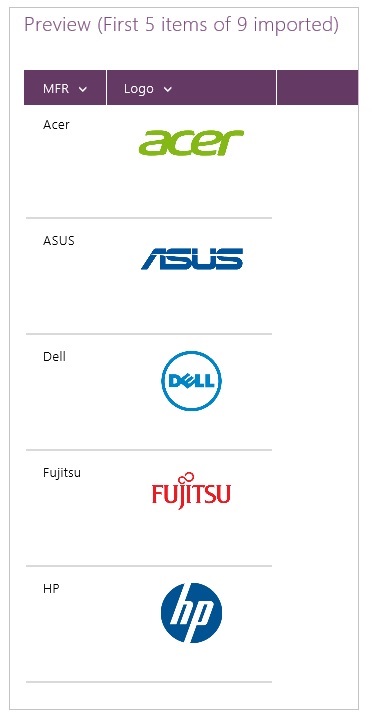 Preview (First 5 items of 9 imported)
MFR Logo
Acer acer
ASUS ASUS
Dell DELL
Fujitsu FUJITSU
HP hp